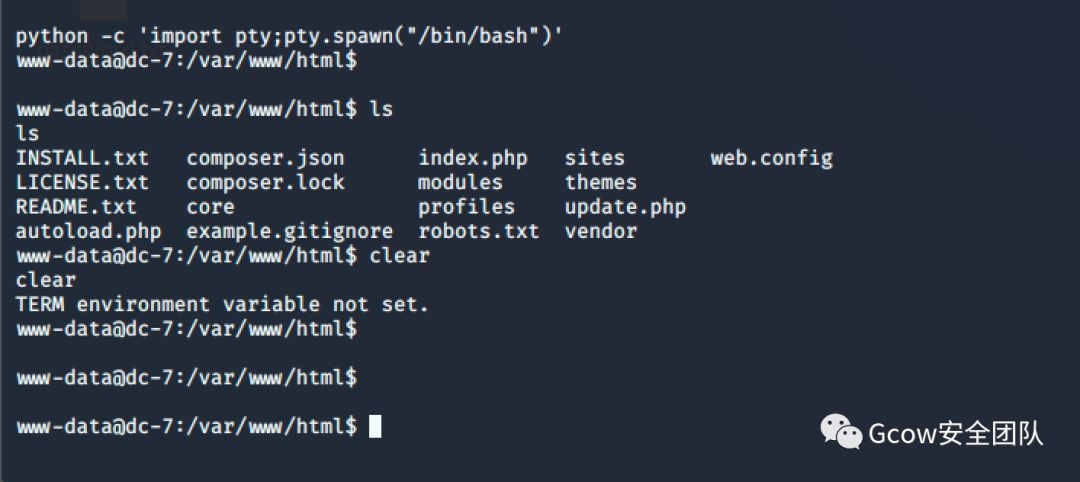 python -c 'import pty;pty.spawn("/bin/bash")'
www-data@dc-7:/var/www/html$
www-data@dc-7:/var/www/html$ ls
ls
INSTALL.txt   composer.json      index.php   sites       web.config
LICENSE.txt   composer.lock      modules     themes
README.txt    core               profiles    update.php
autoload.php  example.gitignore  robots.txt  vendor
www-data@dc-7:/var/www/html$ clear
clear
TERM environment variable not set.
www-data@dc-7:/var/www/html$
www-data@dc-7:/var/www/html$
www-data@dc-7:/var/www/html$
Gcow安全团队